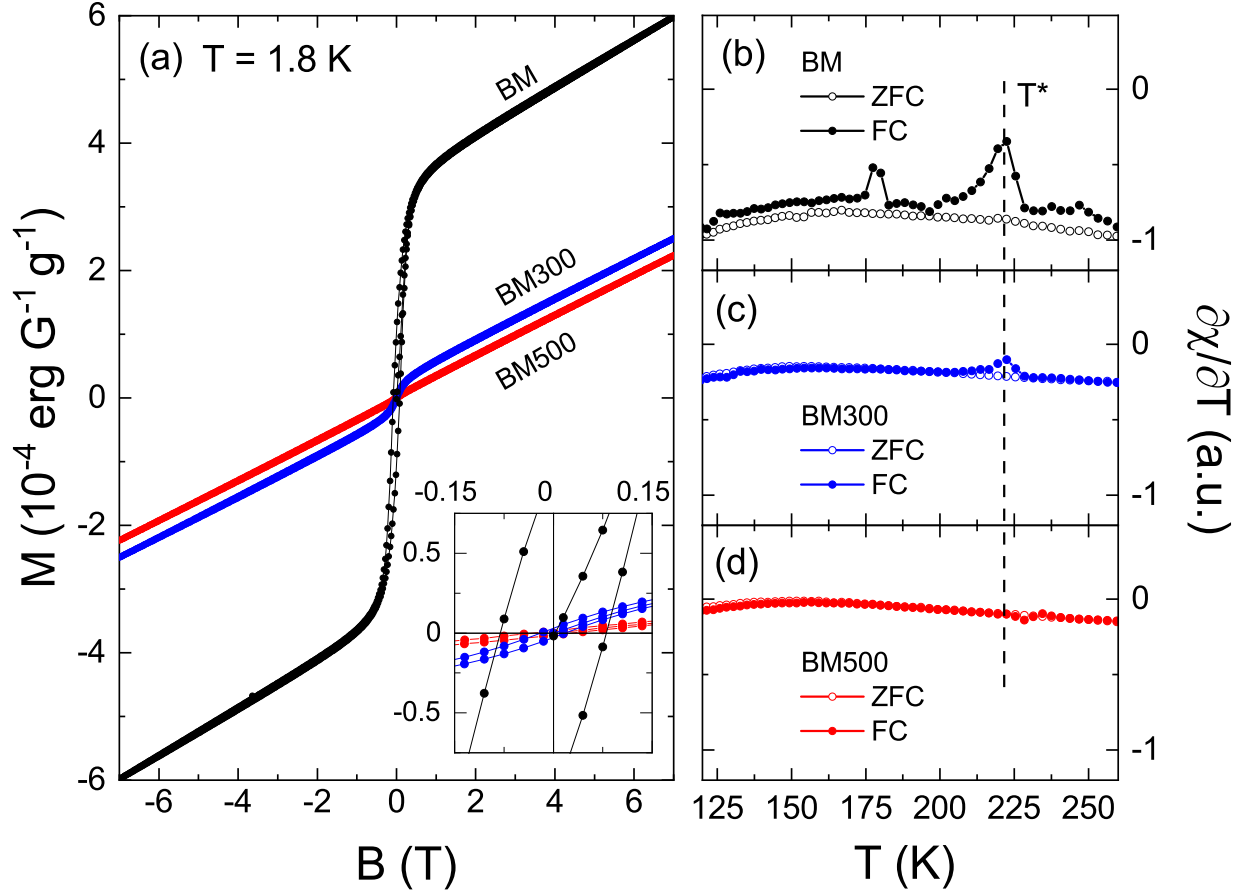 (a) T = 1.8 K
BM
BM300
BM500
6
4
2
0
-2
-4
-6
M (10⁻⁴ erg G⁻¹ g⁻¹)
-6 -4 -2 0 2 4 6
B (T)
-0.15 0 0.15
0.5
0
-0.5
(b) BM
ZFC
FC
T*
0
-1
(c)
BM300
ZFC
FC
0
-1
(d)
BM500
ZFC
FC
0
-1
∂χ/∂T (a.u.)
125 150 175 200 225 250
T (K)